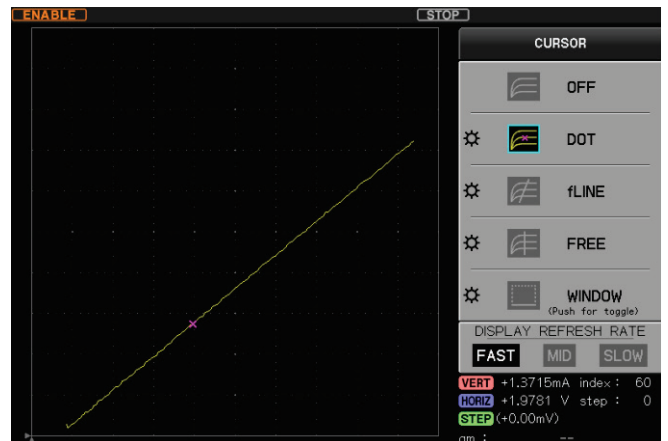 ENABLE STOP
CURSOR
OFF
DOT
fLINE
FREE
WINDOW
(Push for toggle)
DISPLAY REFRESH RATE
FAST MID SLOW
VERT +1.3715mA index : 60
HORIZ +1.9781 V step : 0
STEP (+0.00mV)
gm : --